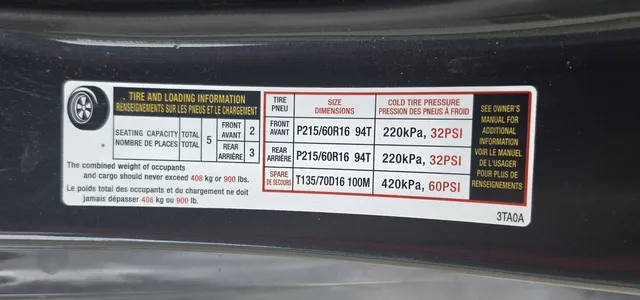 TIRE AND LOADING INFORMATION
RENSEIGNEMENTS SUR LES PNEUS ET LE CHARGEMENT
SEATING CAPACITY TOTAL 5 FRONT 2
NOMBRE DE PLACES TOTAL AVANT
REAR 3
ARRIÈRE
The combined weight of occupants
and cargo should never exceed 408 kg or 900 lbs.
Le poids total des occupants et du chargement ne doit
jamais dépasser 408 kg ou 900 lb.
TIRE SIZE COLD TIRE PRESSURE
PNEU DIMENSIONS PRESSION DES PNEUS À FROID
FRONT P215/60R16 94T 220kPa, 32PSI
AVANT
REAR P215/60R16 94T 220kPa, 32PSI
ARRIÈRE
SPARE T135/70D16 100M 420kPa, 60PSI
DE SECOURS
SEE OWNER'S
MANUAL FOR
ADDITIONAL
INFORMATION
VOIR LE MANUEL
DE L'USAGER
POUR PLUS DE
RENSEIGNEMENTS
3TA0A